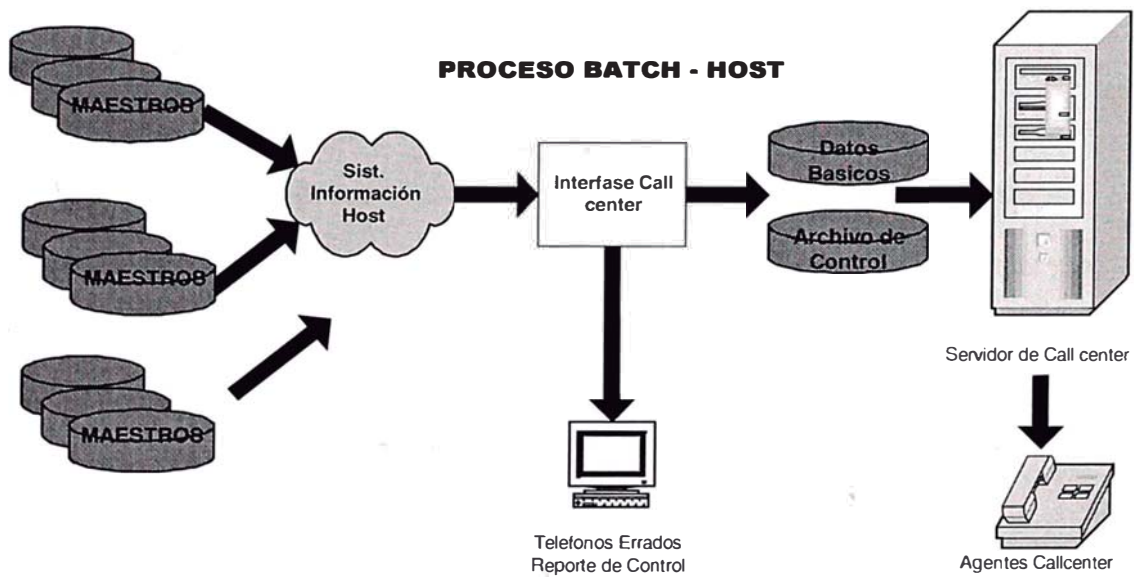 PROCESO BATCH - HOST
MAESTROS
Sist.
Información
Host
Interfase Call
center
Datos
Basicos
Archivo de
Control
MAESTROS
MAESTROS
Servidor de Call center
Telefonos Errados
Reporte de Control
Agentes Callcenter